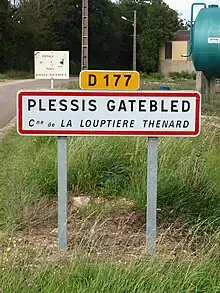 D 177
PLESSIS GATEBLED
Cne de LA LOUPTIERE THENARD